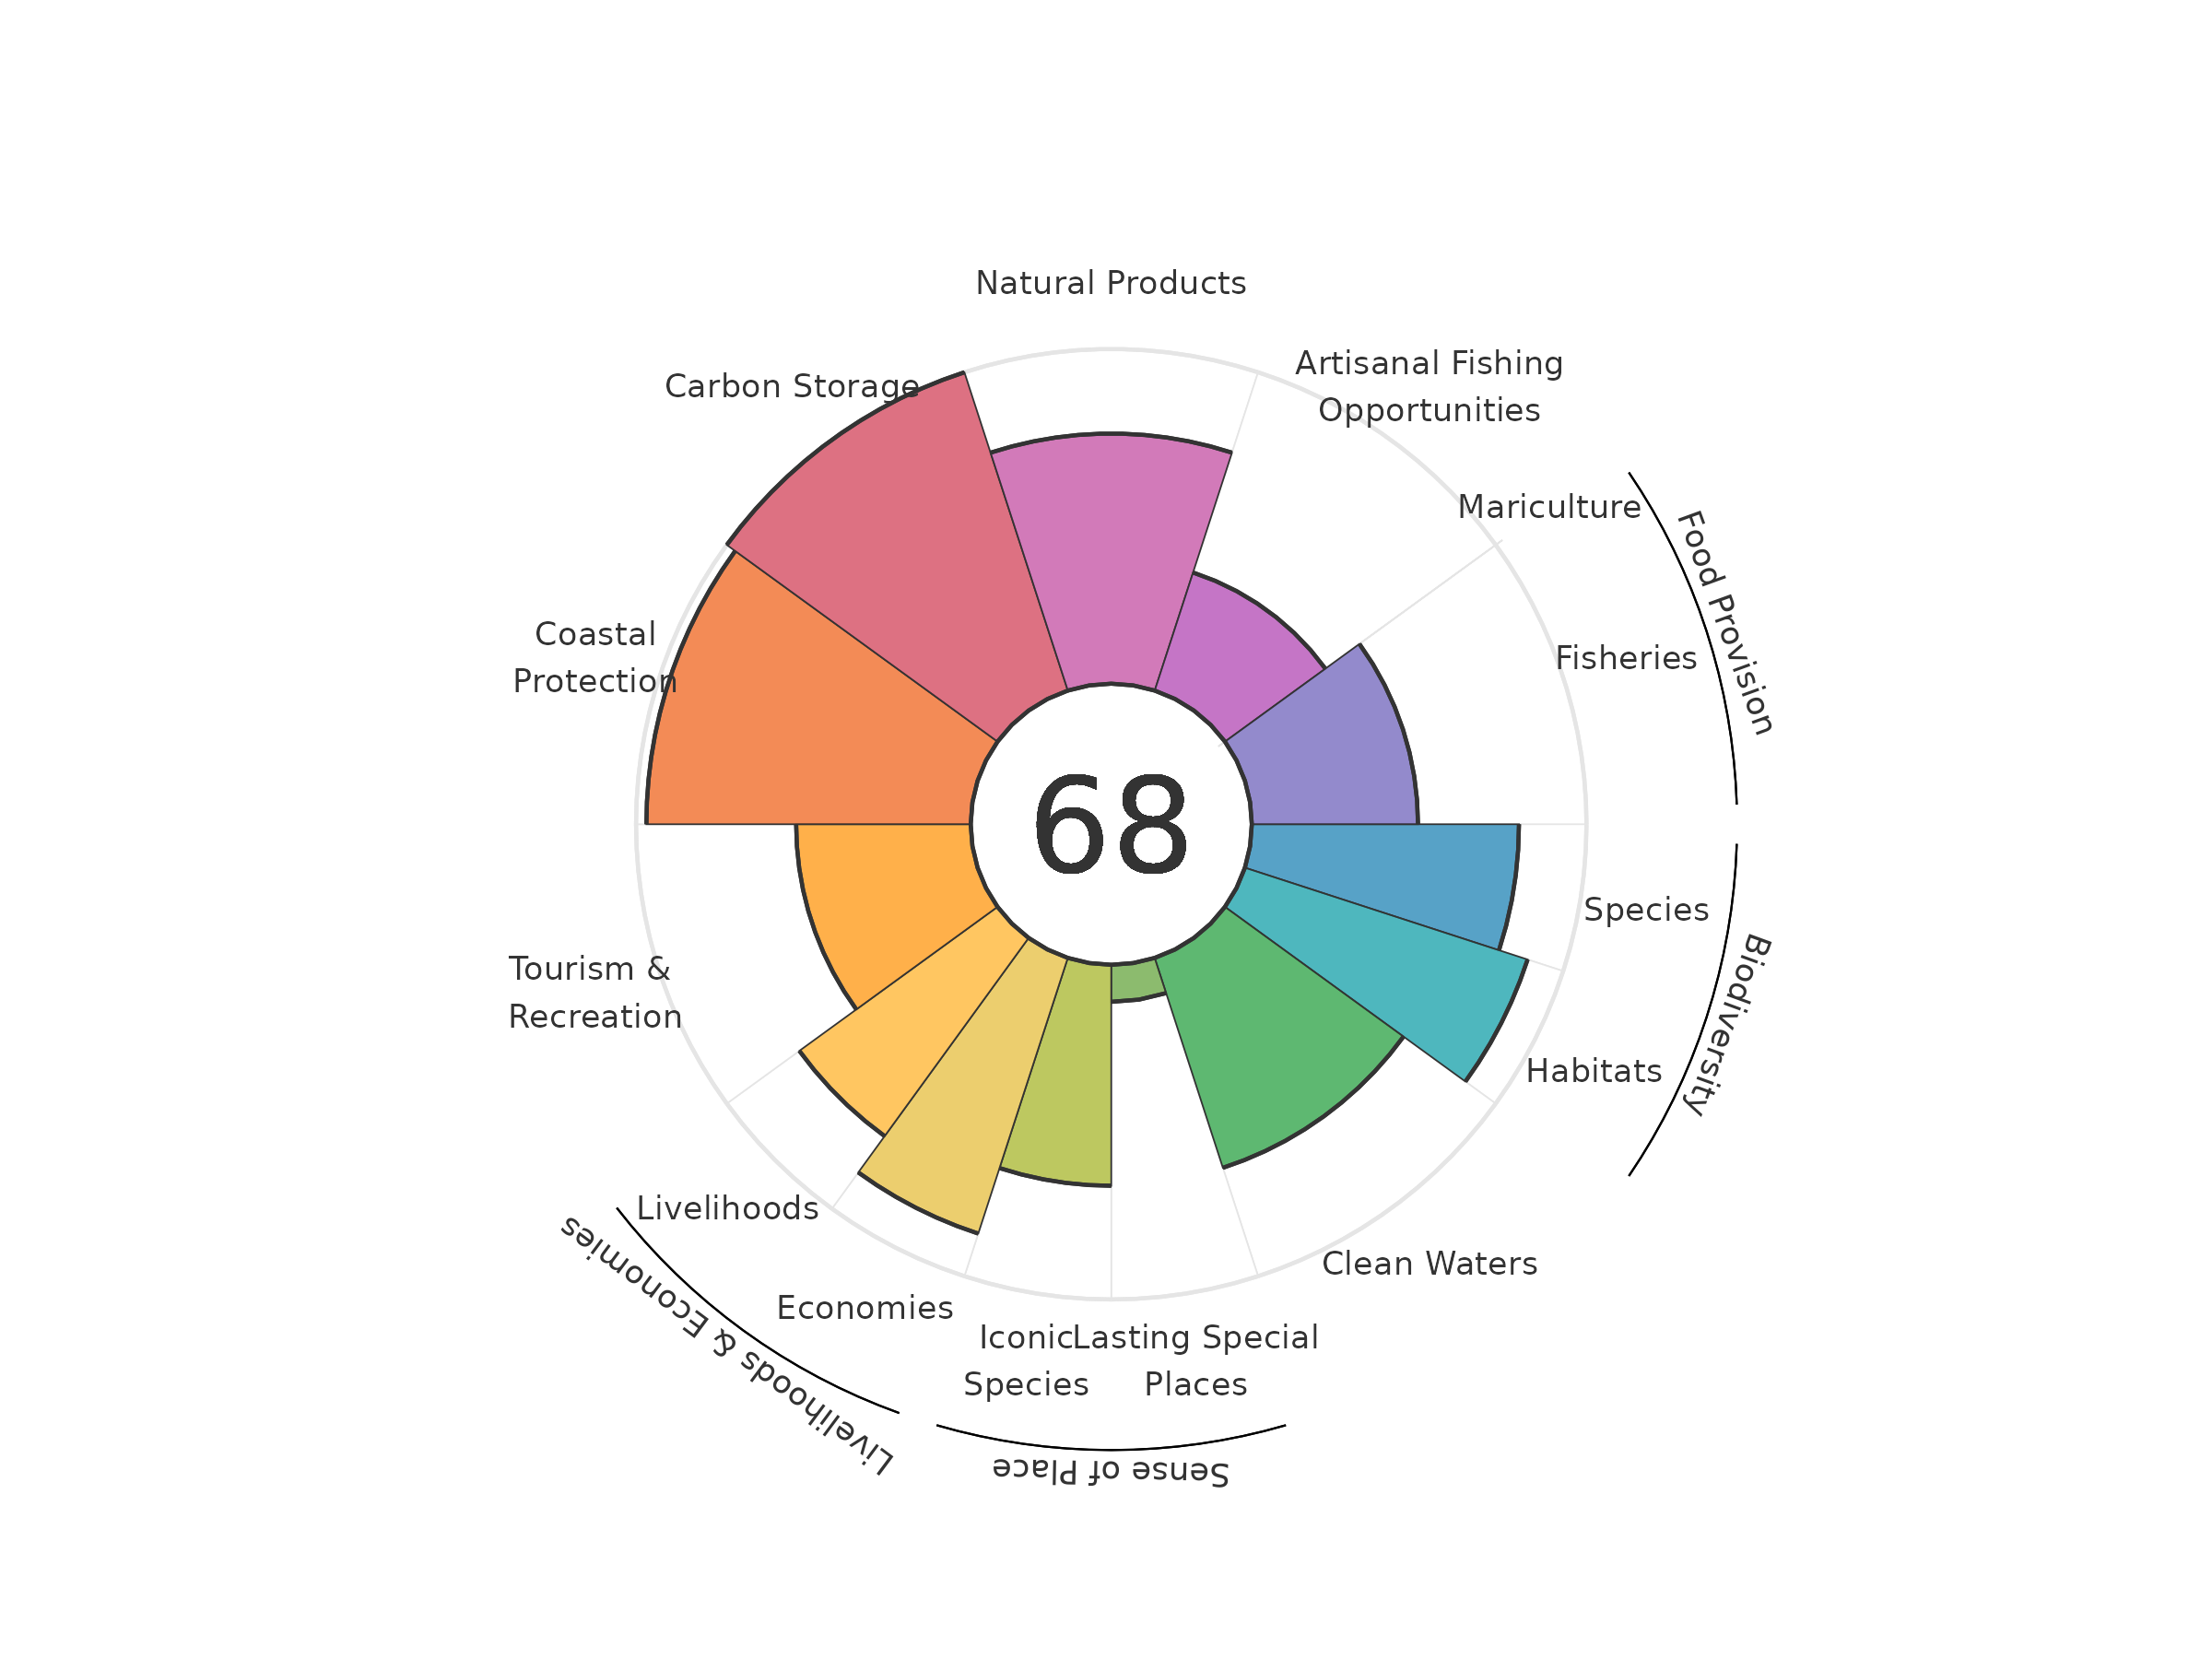 Natural Products
Artisanal Fishing
Opportunities
Carbon Storage
Mariculture
Food Provision
Coastal
Protection
Fisheries
68
Species
Biodiversity
Tourism &
Recreation
Habitats
Livelihoods
Clean Waters
Livelihoods & Economies
Economies
Iconic
Species
Lasting Special
Places
Sense of Place